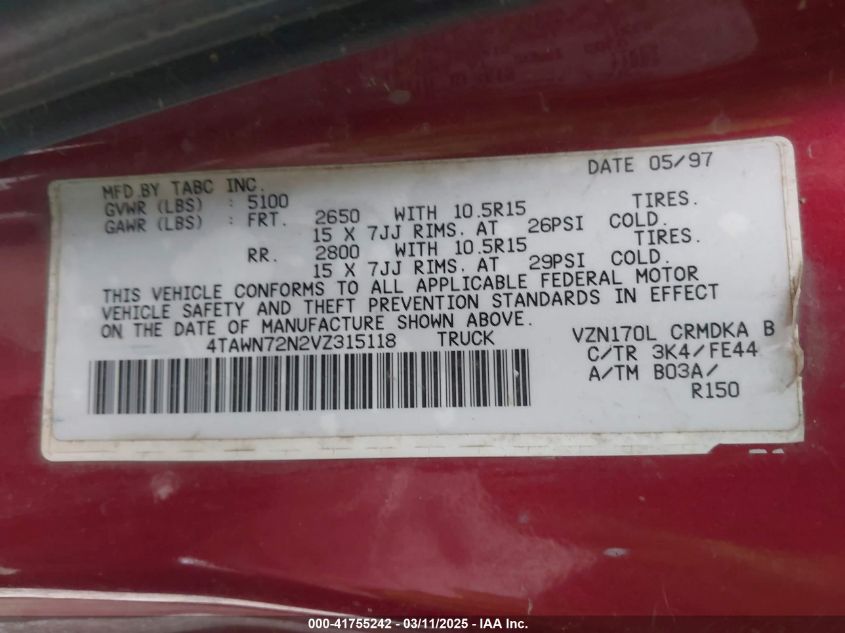 DATE 05/97
MFD.BY TABC INC.
GVWR (LBS) : 5100
GAWR (LBS) : FRT. 2650 WITH 10.5R15 TIRES.
15 X 7JJ RIMS. AT 26PSI COLD.
RR. 2800 WITH 10.5R15 TIRES.
15 X 7JJ RIMS. AT 29PSI COLD.
THIS VEHICLE CONFORMS TO ALL APPLICABLE FEDERAL MOTOR
VEHICLE SAFETY AND THEFT PREVENTION STANDARDS IN EFFECT
ON THE DATE OF MANUFACTURE SHOWN ABOVE.
4TAWN72N2VZ315118 TRUCK VZN170L CRMDKA B
C/TR 3K4/FE44
A/TM B03A/
R150
000-41755242 - 03/11/2025 - IAA Inc.